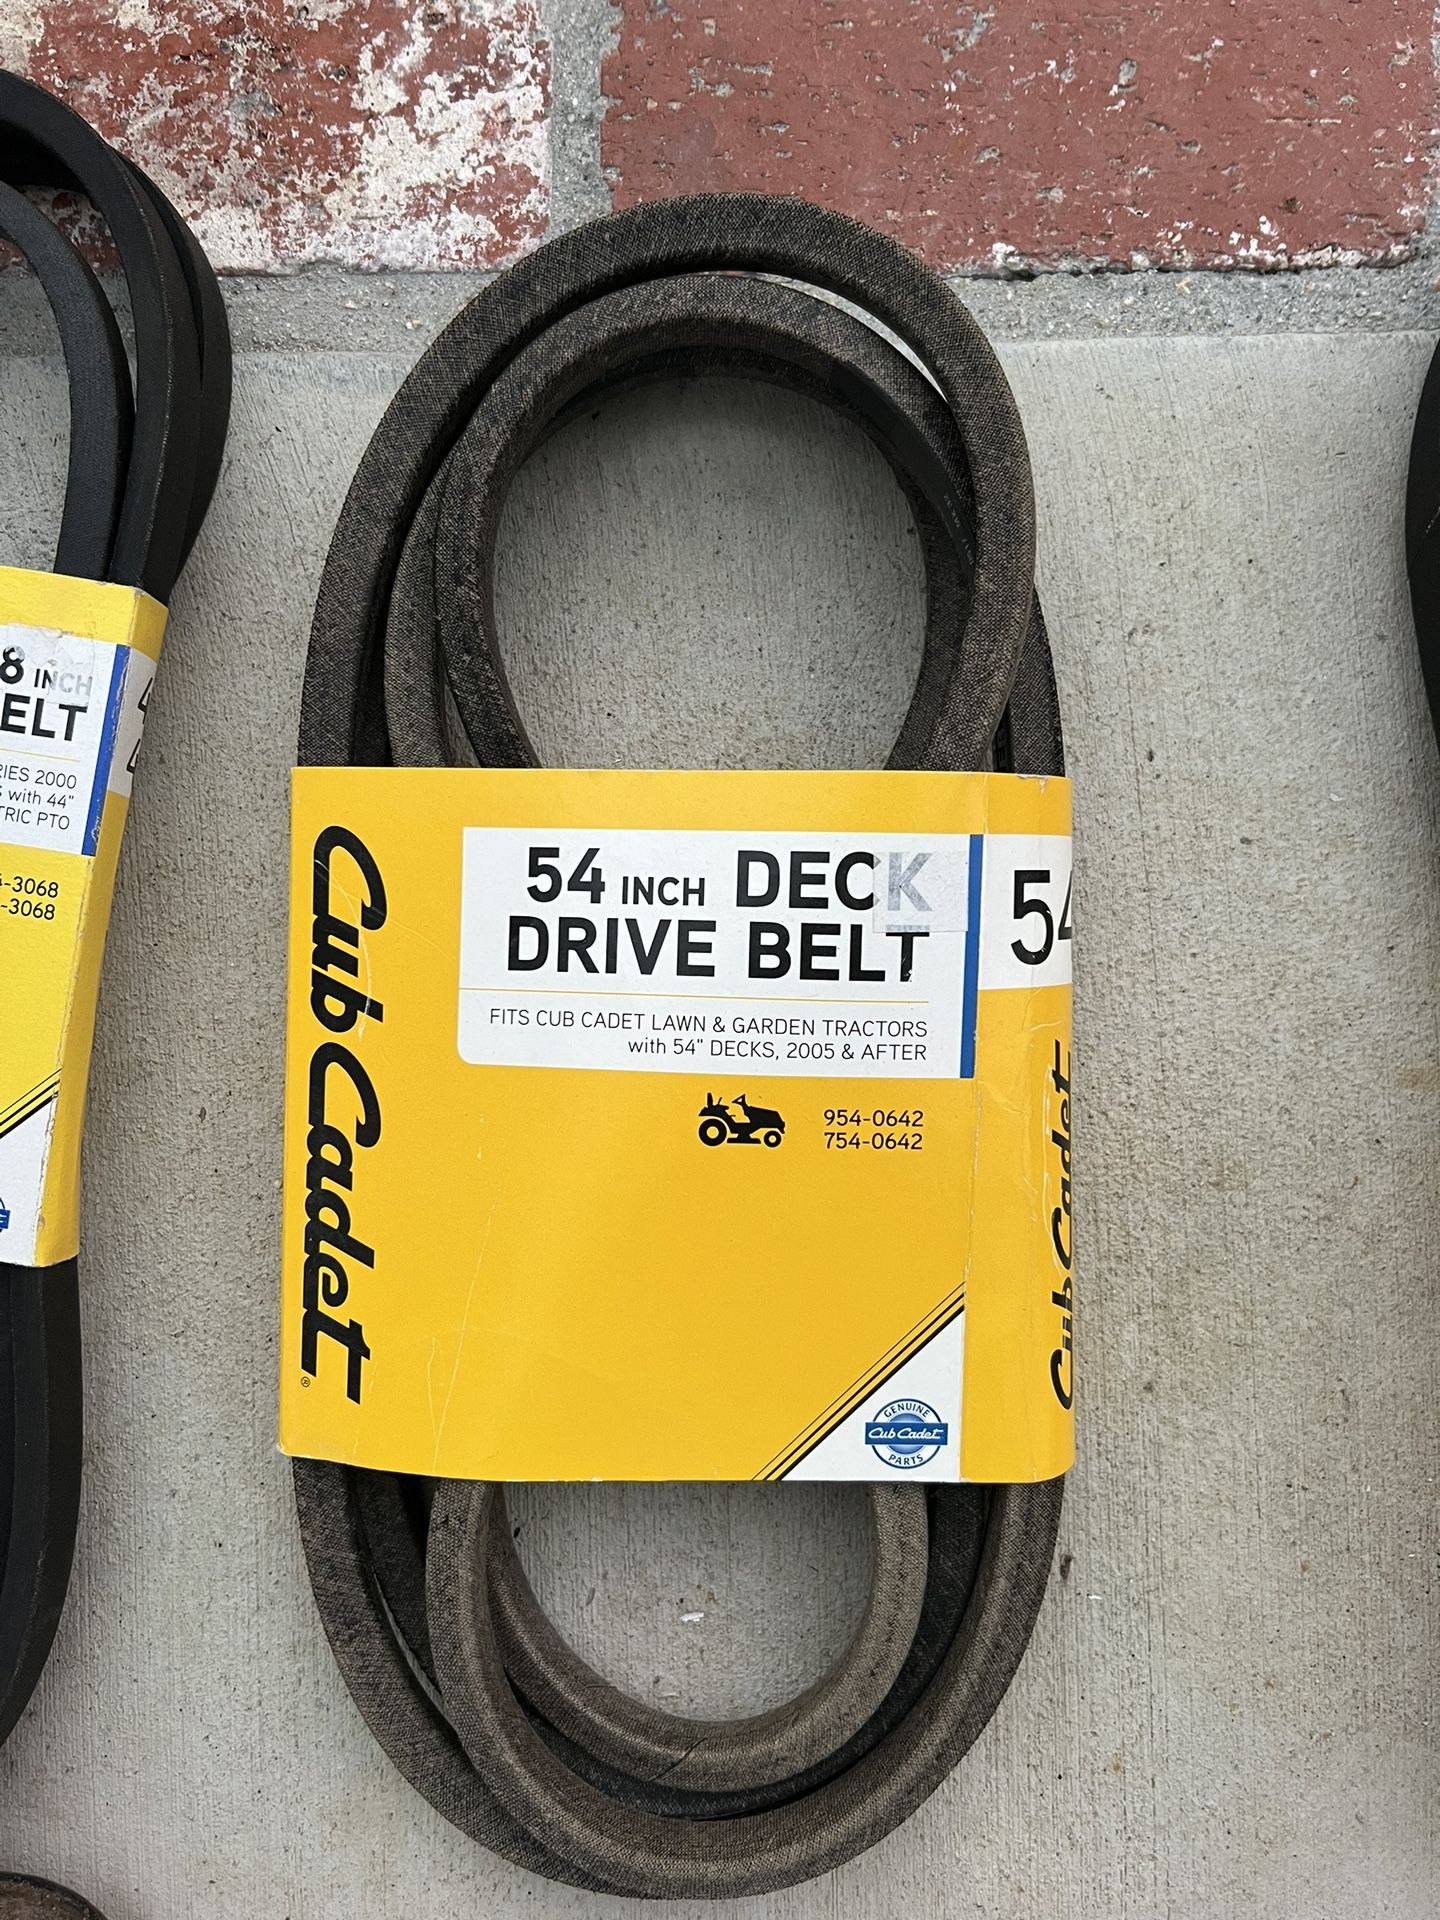 8 INCH
ELT
RIES 2000
with 44"
TRIC PTO
-3068
-3068
Cub Cadet®
54 INCH DECK
DRIVE BELT
FITS CUB CADET LAWN & GARDEN TRACTORS
with 54" DECKS, 2005 & AFTER
954-0642
754-0642
GENUINE
Cub Cadet
PARTS
54
Cub Cadet